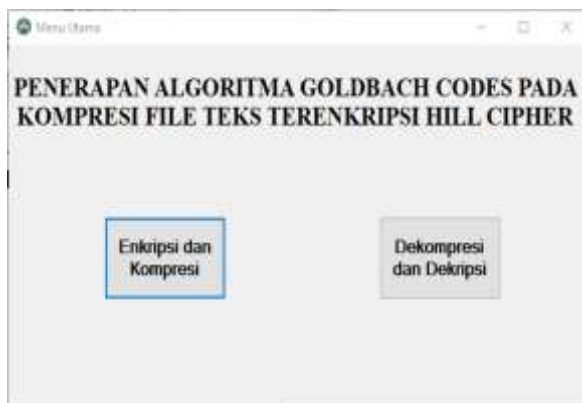 Menu Utama
PENERAPAN ALGORITMA GOLDBACH CODES PADA
KOMPRESI FILE TEKS TERENKRIPSI HILL CIPHER
Enkripsi dan
Kompresi
Dekompresi
dan Dekripsi